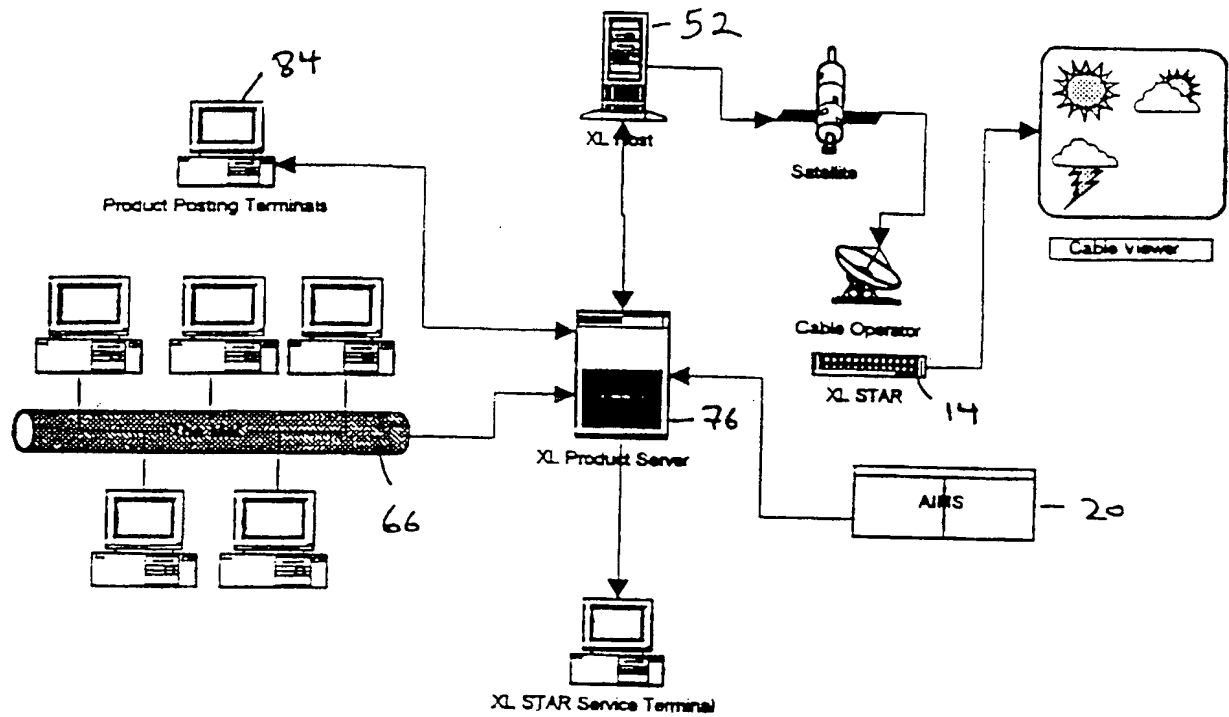 52
84
XL Host
Product Posting Terminals
Satellite
Cable Viewer
Cable Operator
XL STAR
14
76
XL Product Server
66
AIMS
20
XL STAR Service Terminal